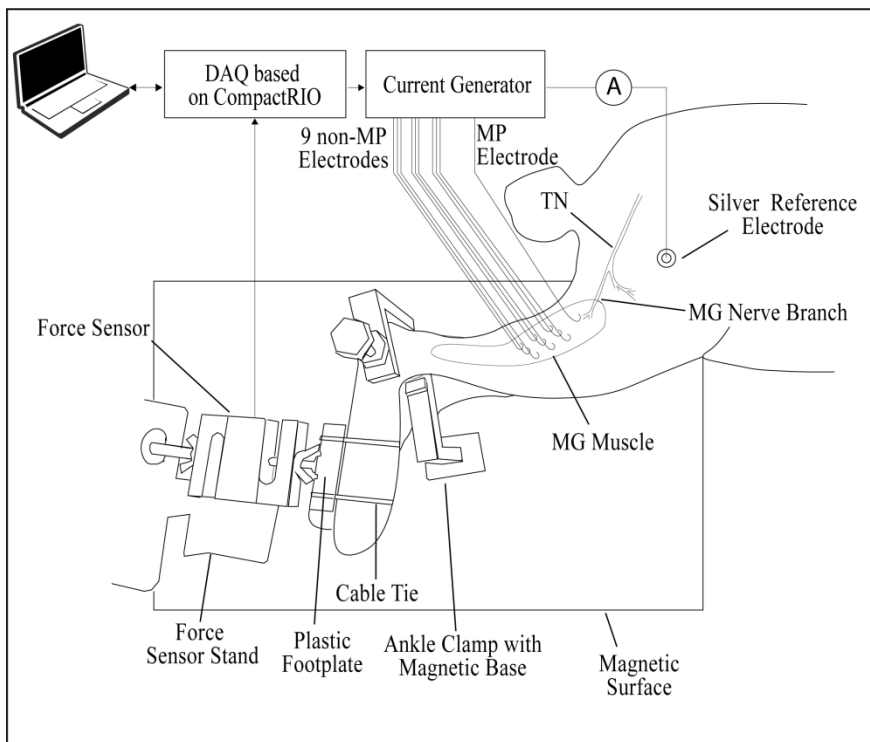 DAQ based
on CompactRIO
Current Generator
A
9 non-MP
Electrodes
MP
Electrode
TN
Silver Reference
Electrode
MG Nerve Branch
Force Sensor
MG Muscle
Cable Tie
Force
Sensor Stand
Plastic
Footplate
Ankle Clamp with
Magnetic Base
Magnetic
Surface